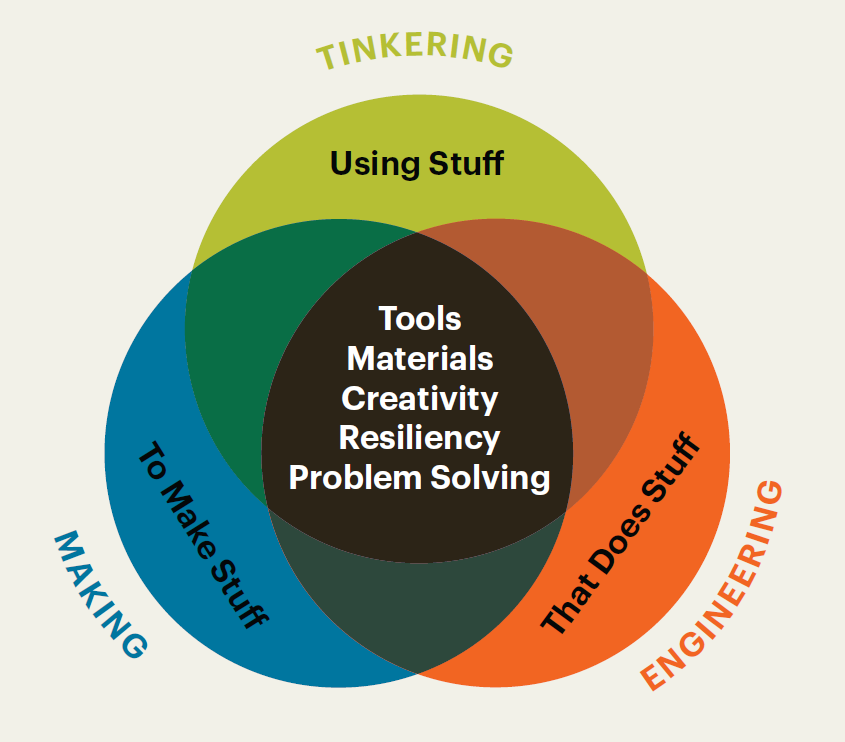 TINKERING
Using Stuff
Tools
Materials
Creativity
Resiliency
Problem Solving
To Make Stuff
MAKING
That Does Stuff
ENGINEERING